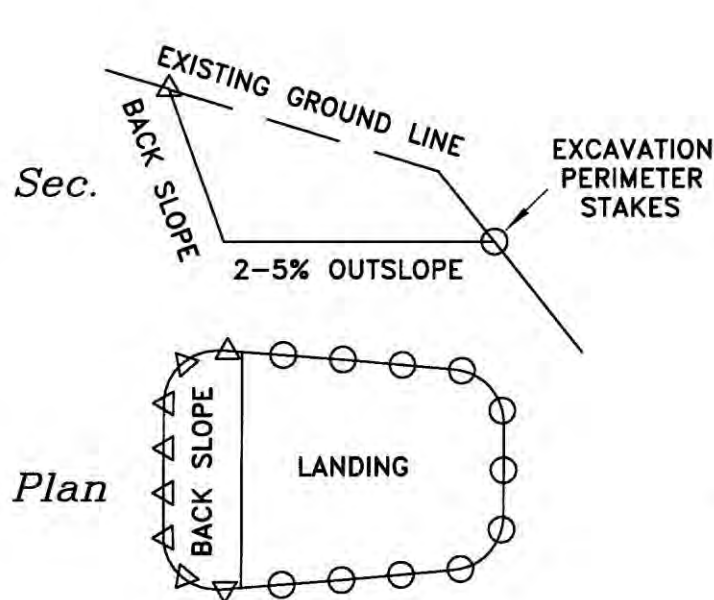 EXISTING GROUND LINE
BACK SLOPE
Sec.
EXCAVATION
PERIMETER
STAKES
2-5% OUTSLOPE
Plan
BACK SLOPE
LANDING